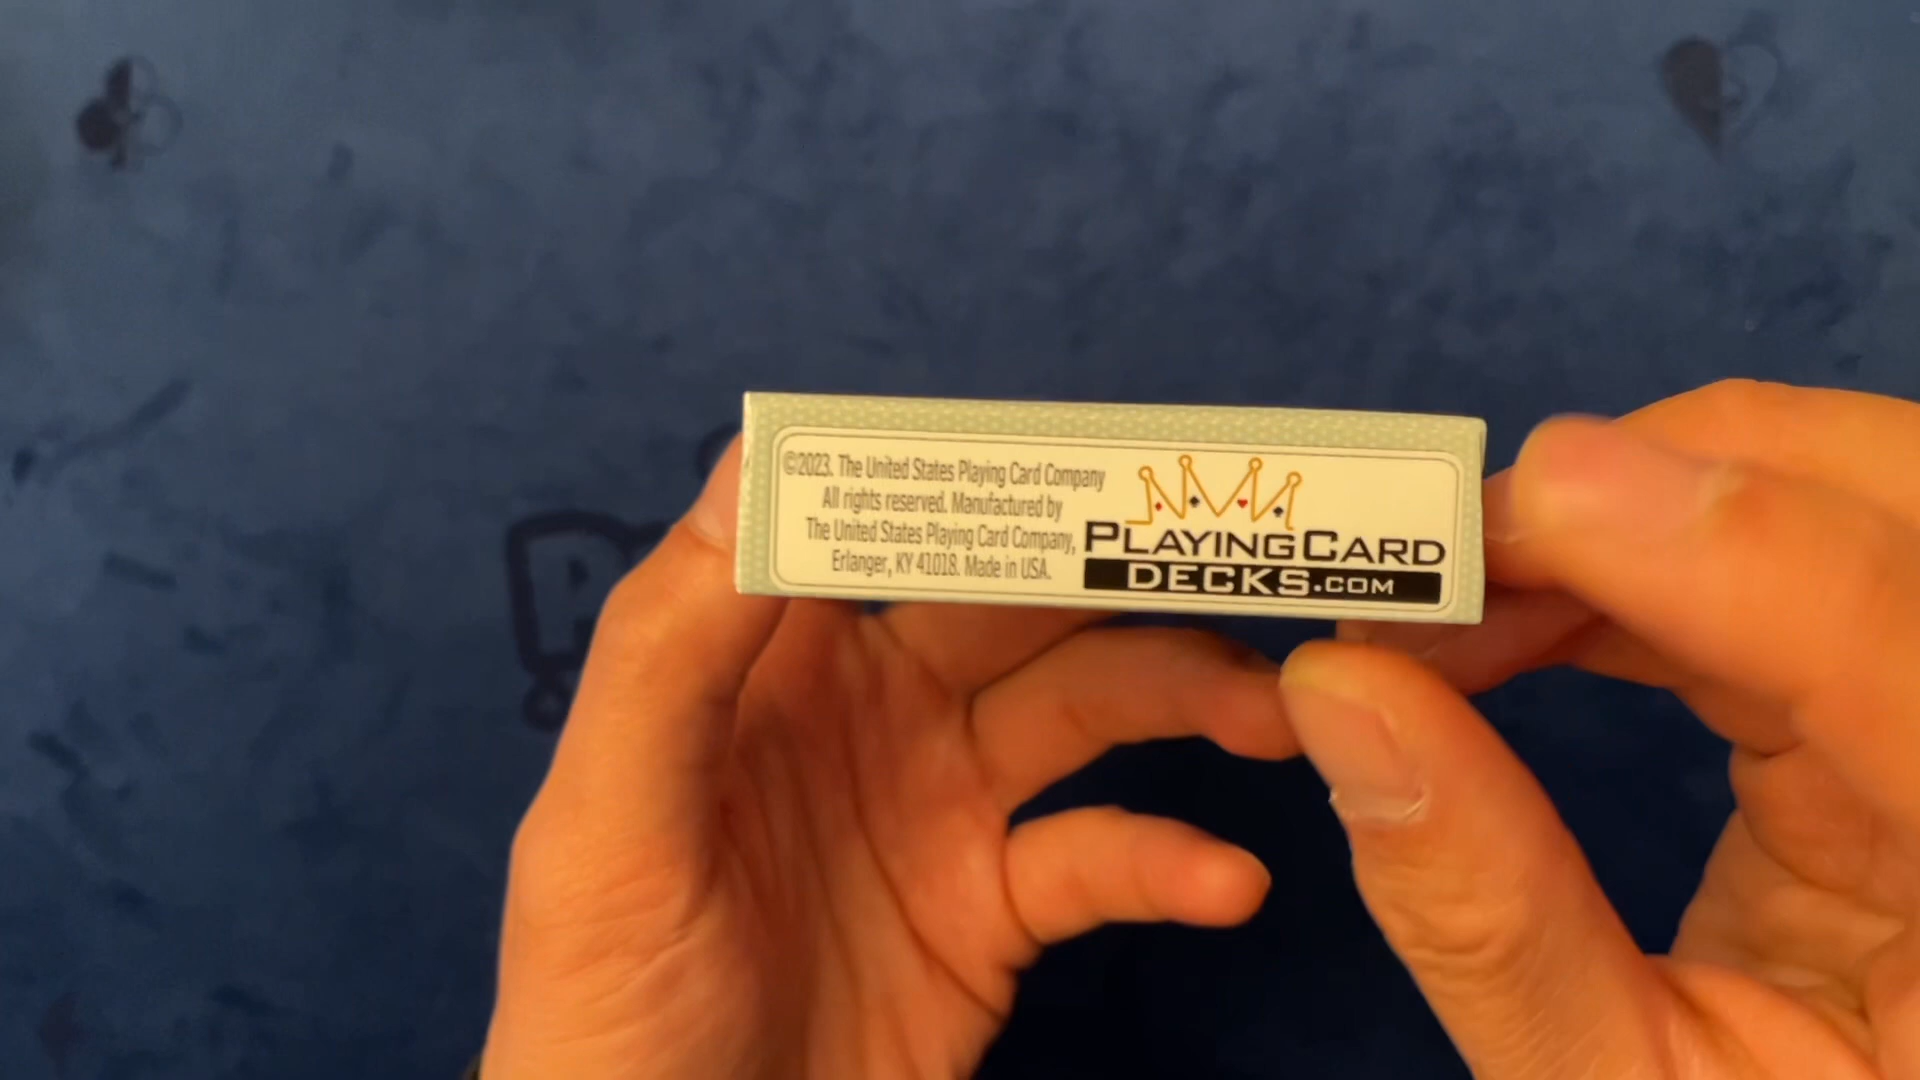 ©2023. The United States Playing Card Company
All rights reserved. Manufactured by
The United States Playing Card Company,
Erlanger, KY 41018. Made in USA.
PLAYINGCARD
DECKS.COM